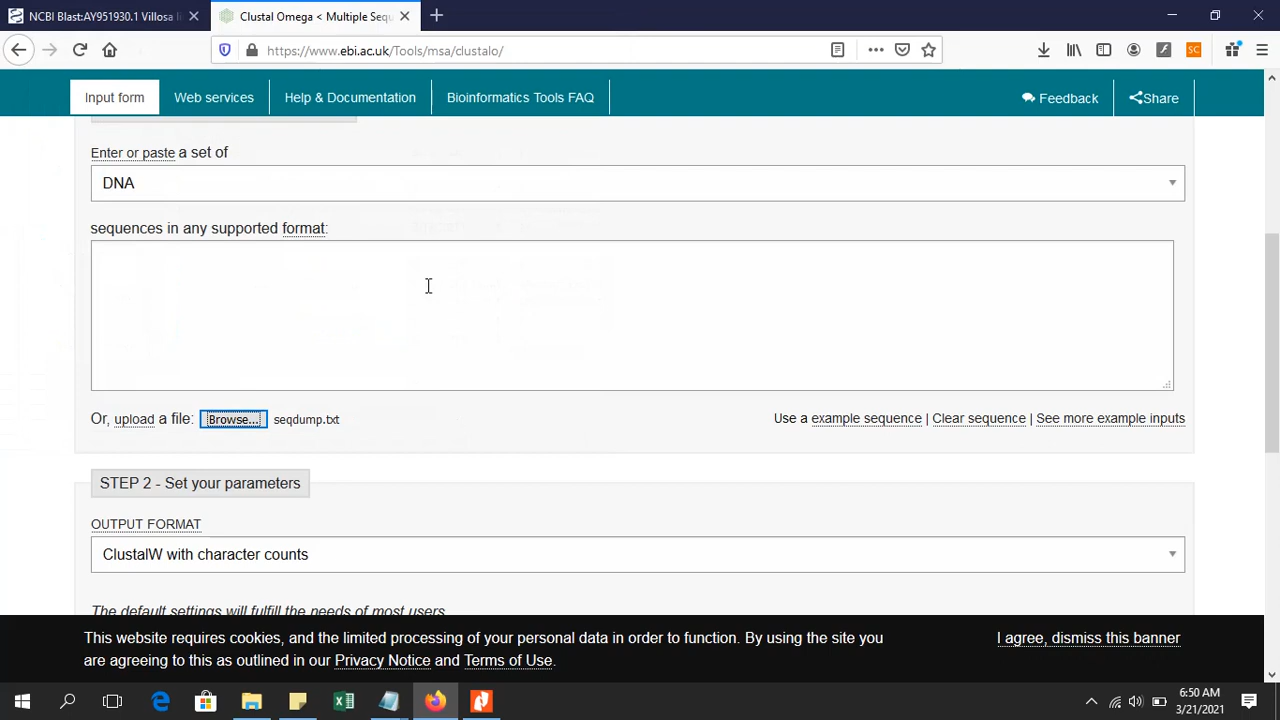 NCBI Blast:AY951930.1 Villosa li
Clustal Omega < Multiple Sequ
https://www.ebi.ac.uk/Tools/msa/clustalo/
SC
Input form
Web services
Help & Documentation
Bioinformatics Tools FAQ
Feedback
Share
Enter or paste a set of
DNA
sequences in any supported format:
Or, upload a file: Browse... seqdump.txt
Use a example sequence | Clear sequence | See more example inputs
STEP 2 - Set your parameters
OUTPUT FORMAT
ClustalW with character counts
The default settings will fulfill the needs of most users.
This website requires cookies, and the limited processing of your personal data in order to function. By using the site you
are agreeing to this as outlined in our Privacy Notice and Terms of Use.
I agree, dismiss this banner
6:50 AM
3/21/2021